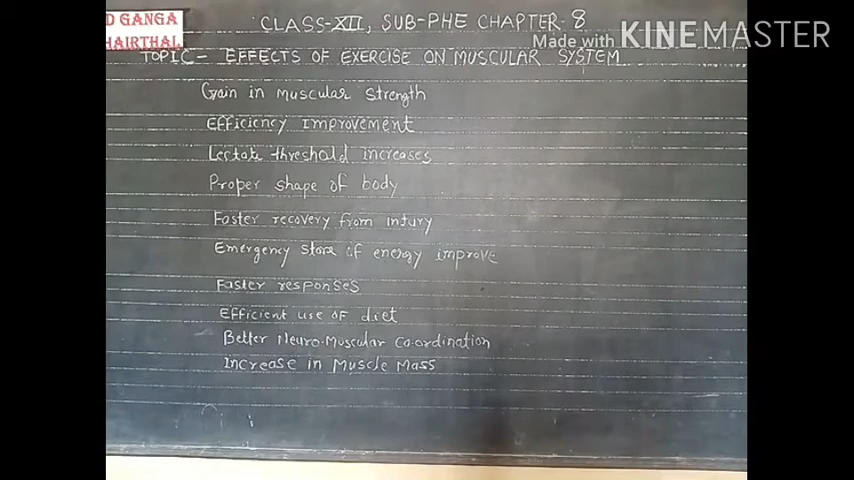 D GANGA
HAIRTHAL
CLASS-XII, SUB-PHE CHAPTER-8
Made with KINEMASTER
TOPIC- EFFECTS OF EXERCISE ON MUSCULAR SYSTEM
Gain in muscular strength
Efficiency improvement
Lactate threshold increases
Proper shape of body
Faster recovery from injury
Emergency store of energy improve
Faster responses
Efficient use of diet
Better Neuro-Muscular co-ordination
Increase in Muscle Mass